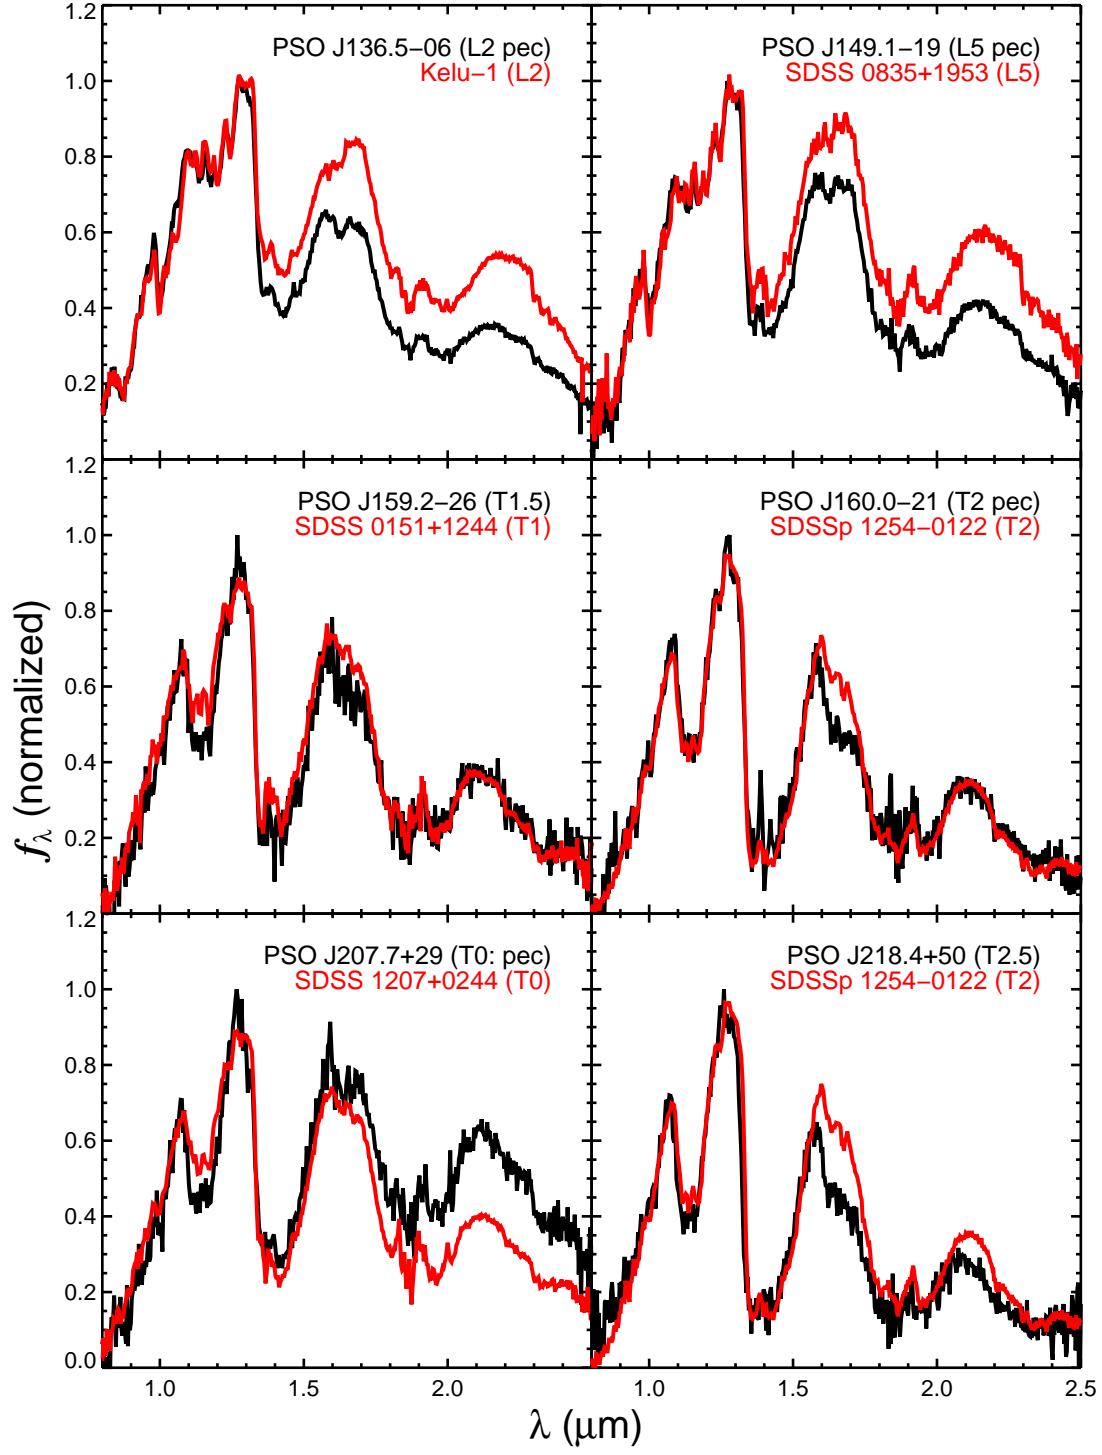 1.2
1.0
0.8
0.6
0.4
0.2
PSO J136.5−06 (L2 pec)
Kelu−1 (L2)
PSO J149.1−19 (L5 pec)
SDSS 0835+1953 (L5)
1.2
1.0
0.8
0.6
0.4
0.2
PSO J159.2−26 (T1.5)
SDSS 0151+1244 (T1)
PSO J160.0−21 (T2 pec)
SDSSp 1254−0122 (T2)
fλ (normalized)
1.2
1.0
0.8
0.6
0.4
0.2
0.0
PSO J207.7+29 (T0: pec)
SDSS 1207+0244 (T0)
PSO J218.4+50 (T2.5)
SDSSp 1254−0122 (T2)
1.0 1.5 2.0
1.0 1.5 2.0 2.5
λ (μm)